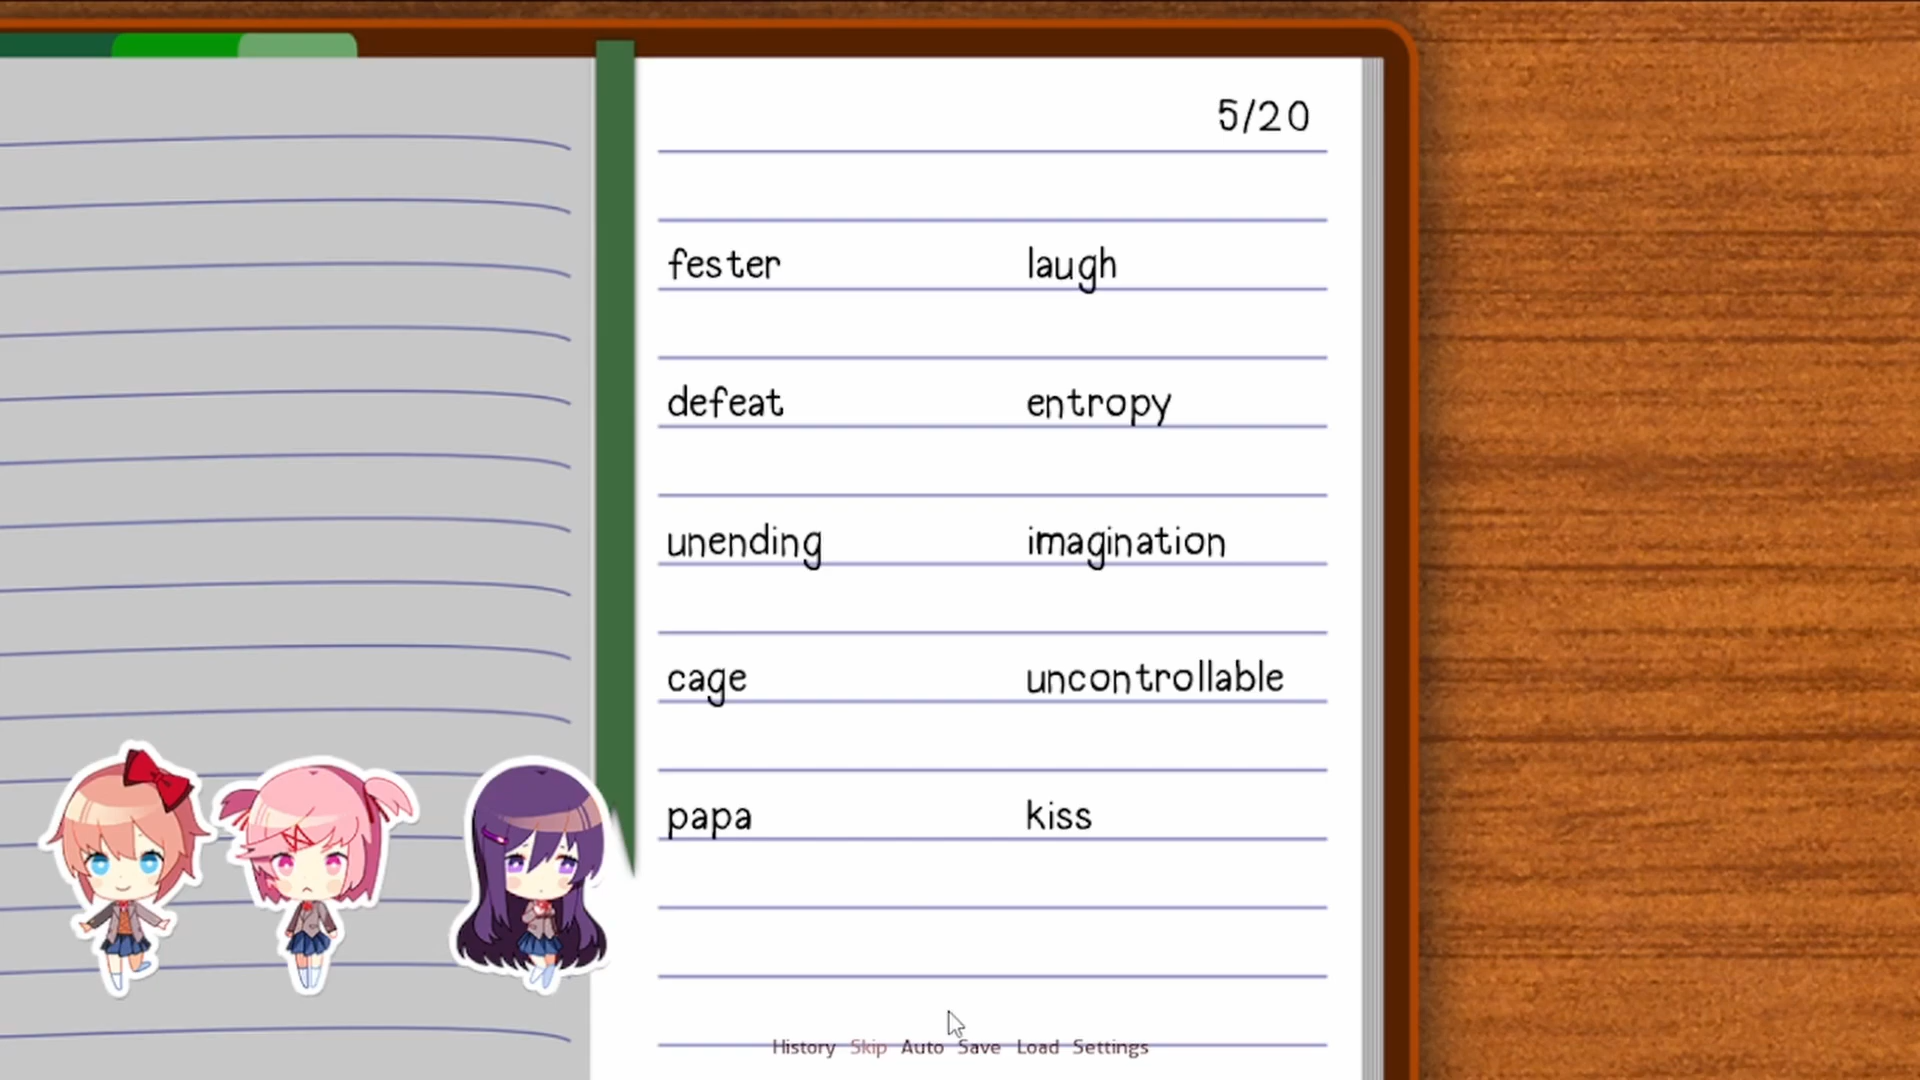 5/20
fester laugh
defeat entropy
unending imagination
cage uncontrollable
papa kiss
History Skip Auto Save Load Settings